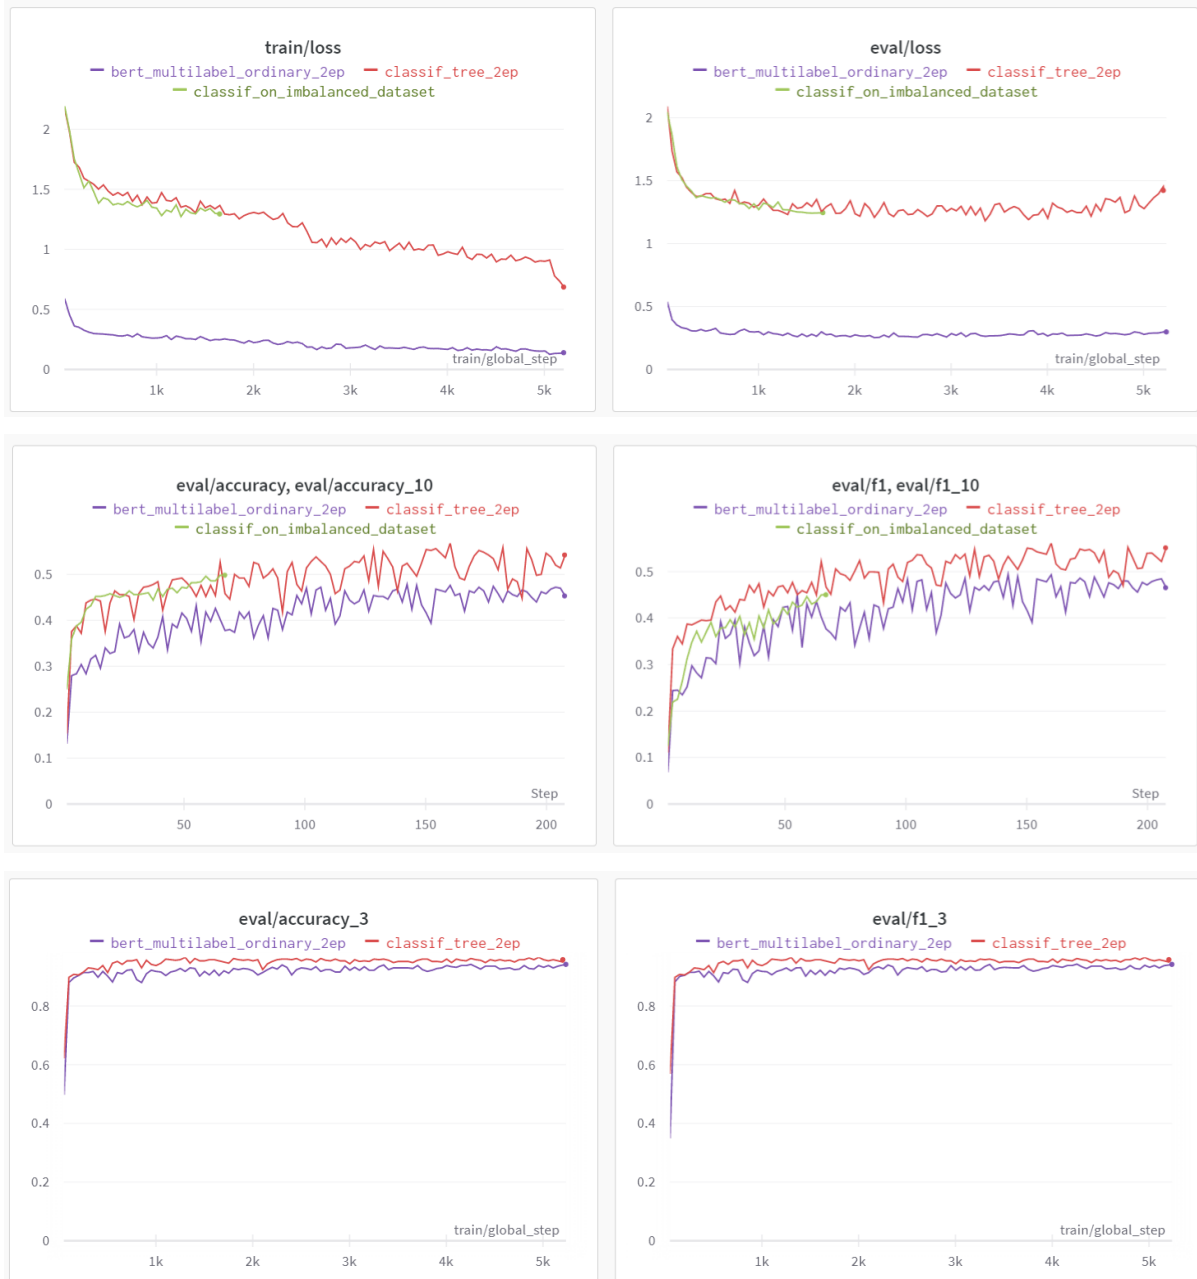 train/loss
bert_multilabel_ordinary_2ep classif_tree_2ep
classif_on_imbalanced_dataset
2
1.5
1
0.5
0
train/global_step
1k 2k 3k 4k 5k
eval/loss
bert_multilabel_ordinary_2ep classif_tree_2ep
classif_on_imbalanced_dataset
2
1.5
1
0.5
0
train/global_step
1k 2k 3k 4k 5k
eval/accuracy, eval/accuracy_10
bert_multilabel_ordinary_2ep classif_tree_2ep
classif_on_imbalanced_dataset
0.5
0.4
0.3
0.2
0.1
Step
0
50 100 150 200
eval/f1, eval/f1_10
bert_multilabel_ordinary_2ep classif_tree_2ep
classif_on_imbalanced_dataset
0.5
0.4
0.3
0.2
0.1
Step
0
50 100 150 200
eval/accuracy_3
bert_multilabel_ordinary_2ep classif_tree_2ep
0.8
0.6
0.4
0.2
train/global_step
0
1k 2k 3k 4k 5k
eval/f1_3
bert_multilabel_ordinary_2ep classif_tree_2ep
0.8
0.6
0.4
0.2
train/global_step
0
1k 2k 3k 4k 5k